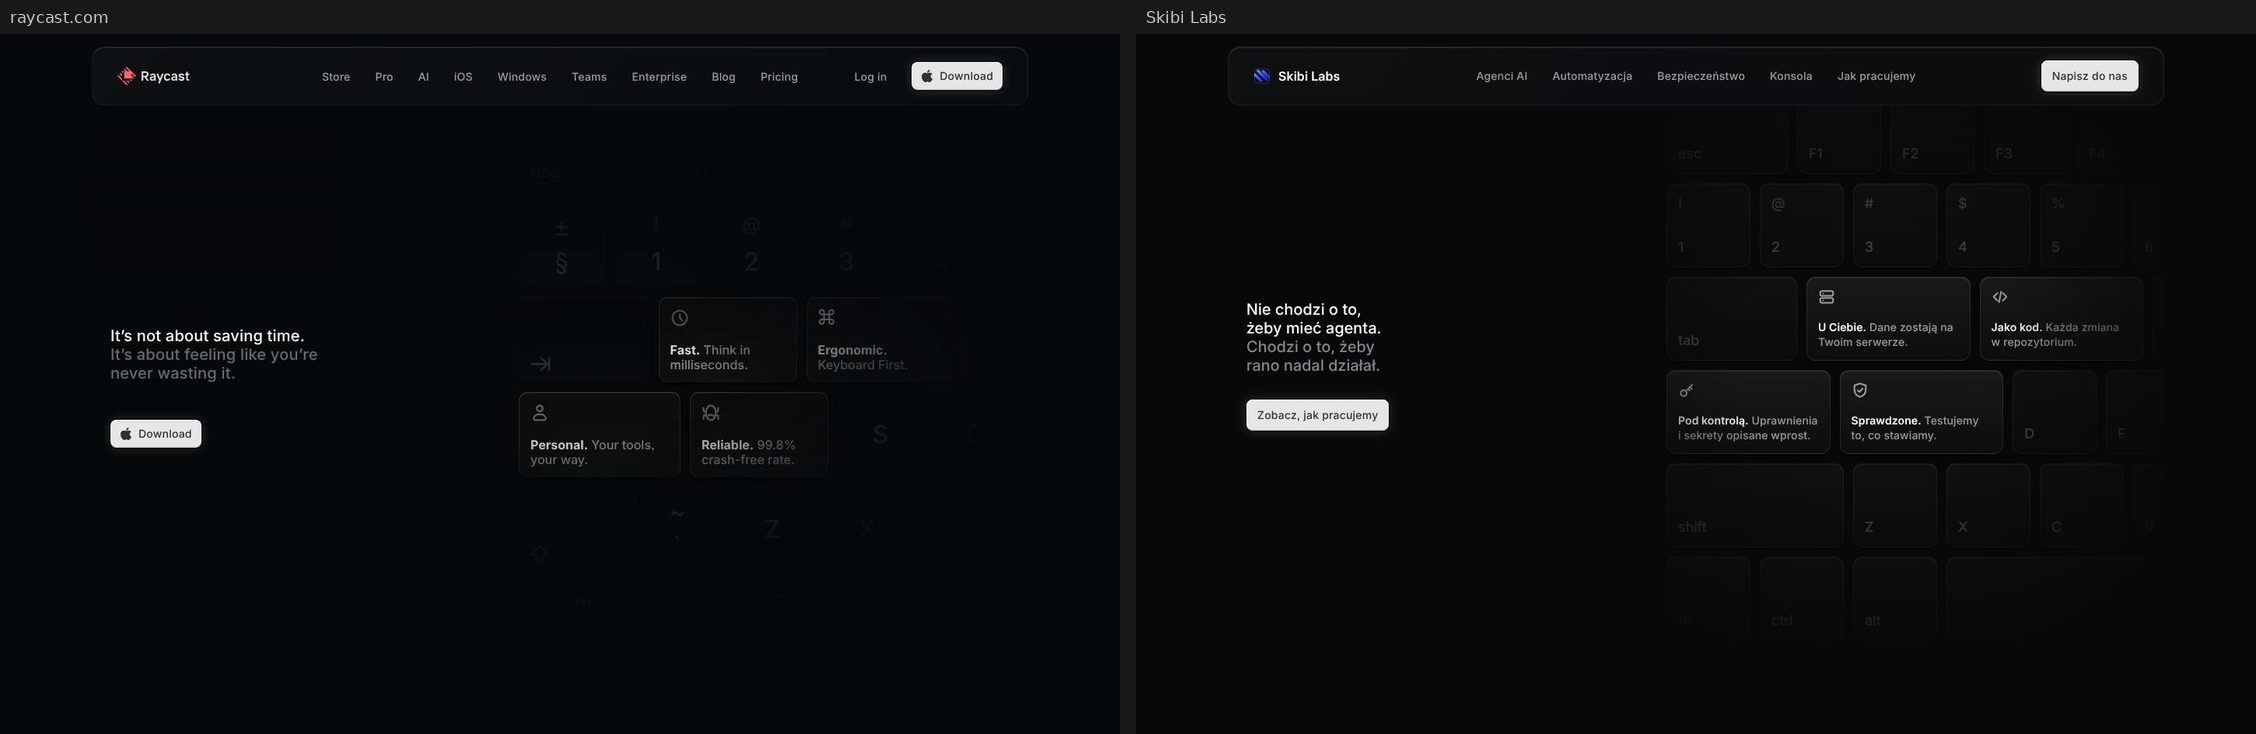 raycast.com
Raycast
Store Pro AI iOS Windows Teams Enterprise Blog Pricing
Log in
Download
esc
± ! @ #
§ 1 2 3 4
Fast. Think in
milliseconds.
Ergonomic.
Keyboard First.
It’s not about saving time.
It’s about feeling like you’re
never wasting it.
Download
Personal. Your tools,
your way.
Reliable. 99.8%
crash-free rate.
S D
~
Z X
fn
Skibi Labs
Skibi Labs
Agenci AI Automatyzacja Bezpieczeństwo Konsola Jak pracujemy
Napisz do nas
esc F1 F2 F3 F4
! @ # $ %
1 2 3 4 5 6
tab
U Ciebie. Dane zostają na
Twoim serwerze.
Jako kod. Każda zmiana
w repozytorium.
Nie chodzi o to,
żeby mieć agenta.
Chodzi o to, żeby
rano nadal działał.
Zobacz, jak pracujemy
Pod kontrolą. Uprawnienia
i sekrety opisane wprost.
Sprawdzone. Testujemy
to, co stawiamy.
D F
shift Z X C V
fn ctrl alt